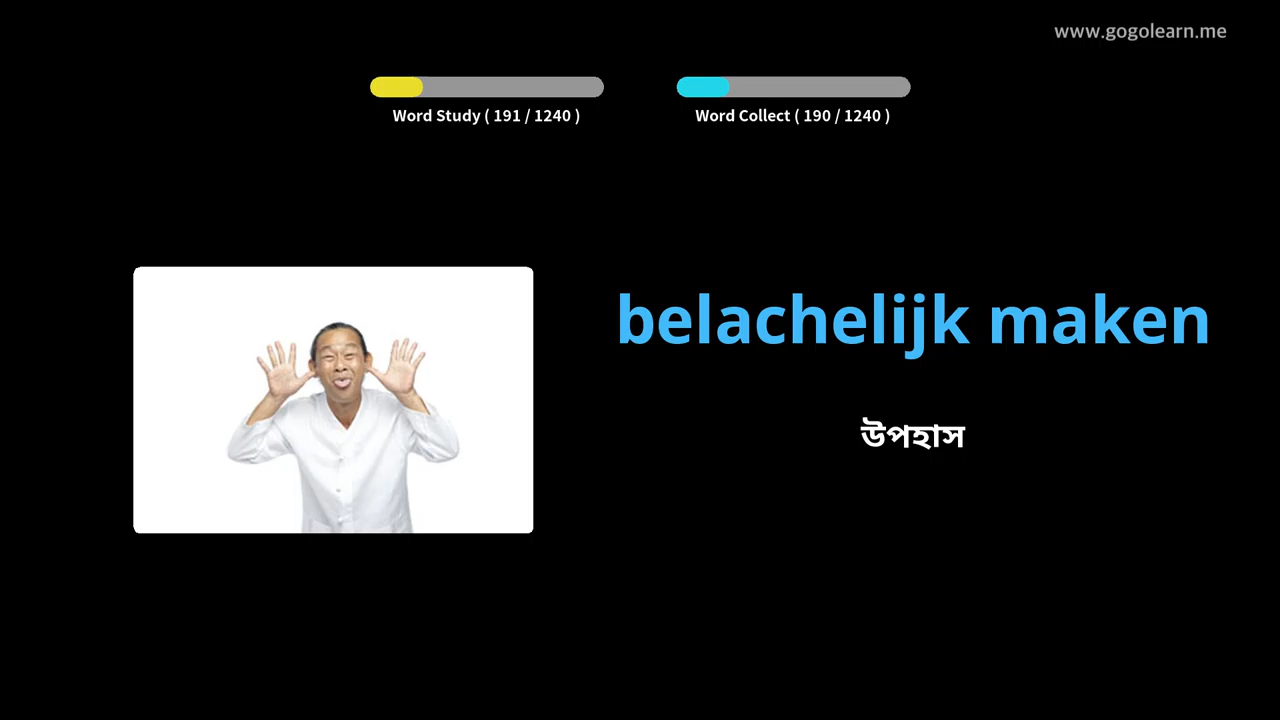 www.gogolearn.me
Word Study ( 191 / 1240 )
Word Collect ( 190 / 1240 )
belachelijk maken
উপহাস